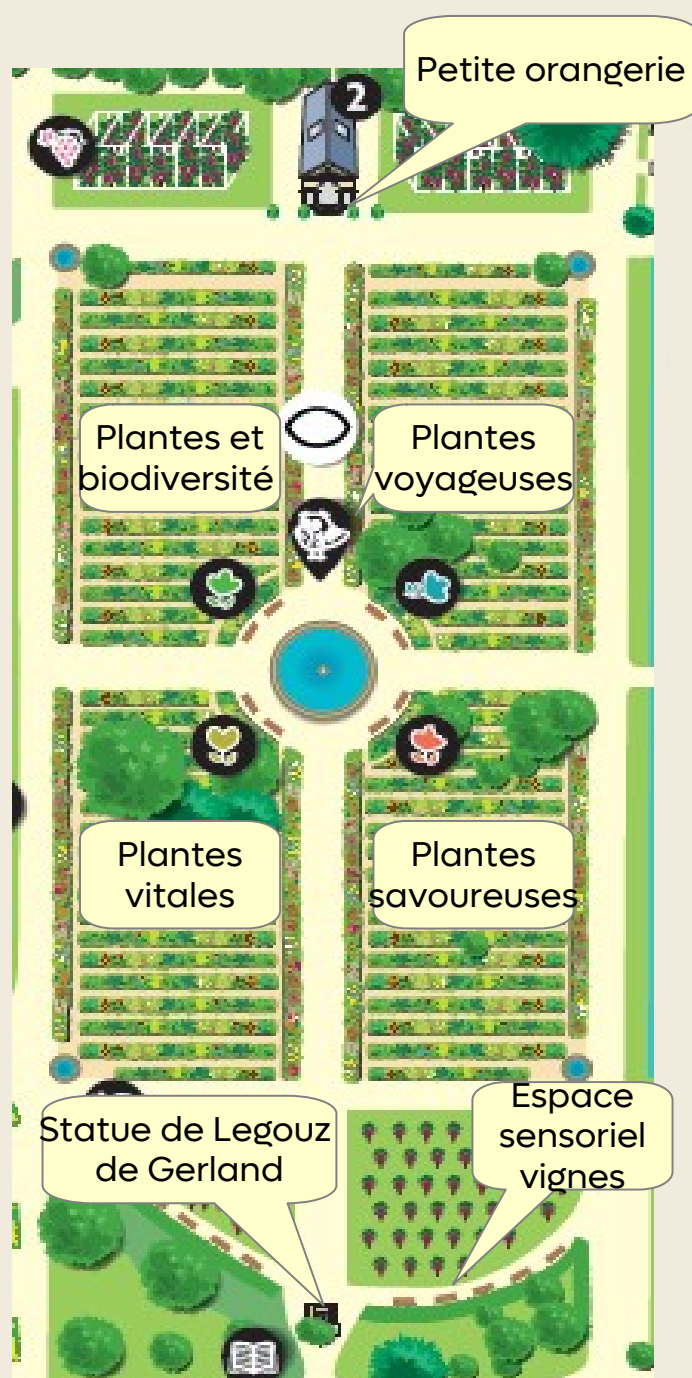 Petite orangerie
2
Plantes et
biodiversité
Plantes
voyageuses
Plantes
vitales
Plantes
savoureuses
Statue de Legouz
de Gerland
Espace
sensoriel
vignes